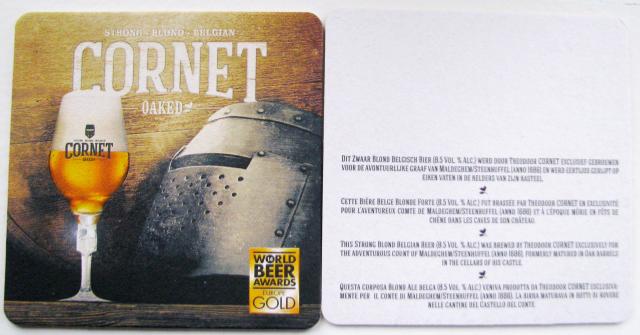 STRONG - BLOND - BELGIAN
CORNET
OAKED
CORNET
OAKED
WORLD
BEER
AWARDS
EUROPE
GOLD
DIT ZWAAR BLOND BELGISCH BIER (8.5 VOL. % ALC.) WERD DOOR THEODOOR CORNET EXCLUSIEF GEBROUWEN
VOOR DE AVONTUURLIJKE GRAAF VAN MALDEGHEM/STEENHUFFEL (ANNO 1686) EN WERD EERTIJDS GERIJPT OP
EIKEN VATEN IN DE KELDERS VAN ZIJN KASTEEL.
CETTE BIÈRE BELGE BLONDE FORTE (8.5 VOL. % ALC.) FUT BRASSÉE PAR THEODOOR CORNET EN EXCLUSIVITÉ
POUR L'AVENTUREUX COMTE DE MALDEGHEM/STEENHUFFEL (ANNO 1686) ET À L'ÉPOQUE MÛRIE EN FÛTS DE
CHÊNE DANS LES CAVES DE SON CHÂTEAU.
THIS STRONG BLOND BELGIAN BEER (8.5 VOL. % ALC.) WAS BREWED BY THEODOOR CORNET EXCLUSIVELY FOR
THE ADVENTUROUS COUNT OF MALDEGHEM/STEENHUFFEL (ANNO 1686), FORMERLY MATURED IN OAK BARRELS
IN THE CELLARS OF HIS CASTLE.
QUESTA CORPOSA BLOND ALE BELGA (8.5 VOL. % ALC.) VENIVA PRODOTTA DA THEODOOR CORNET ESCLUSIVA-
MENTE PER IL CONTE DI MALDEGHEM/STEENHUFFEL (ANNO 1686). LA BIRRA MATURAVA IN BOTTI DI ROVERE
NELLE CANTINE DEL CASTELLO DEL CONTE.